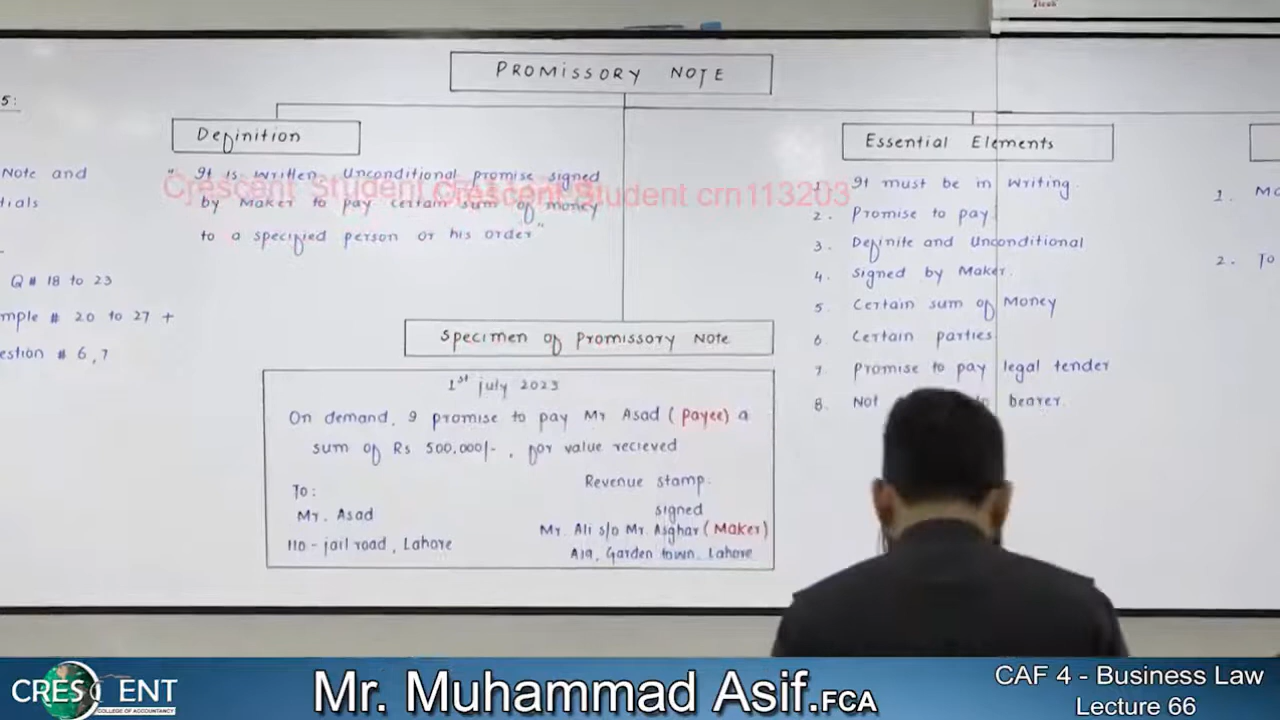 Tick
PROMISSORY NOTE
5:
Note and
tials
Q # 18 to 23
mple # 20 to 27 +
estion # 6,7
Definition
" It is written Unconditional promise signed
by Maker to pay certain sum of money
to a specified person or his order"
Crescent Student Crescent Student crn113203
Specimen of Promissory Note
1st july 2023
On demand, I promise to pay Mr Asad (payee) a
sum of Rs 500,000/-, for value recieved
To:
Mr. Asad
110 - jail road, Lahore
Revenue stamp.
signed
Mr. Ali s/o Mr. Asghar (Maker)
A19, Garden town, Lahore
Essential Elements
1. It must be in writing.
2. Promise to pay
3. Definite and Unconditional
4. Signed by Maker.
5. Certain sum of Money
6. Certain parties
7. Promise to pay legal tender
8. Not bearer.
1.
2. To
CRESCENT
COLLEGE OF ACCOUNTANCY
Mr. Muhammad Asif.FCA
CAF 4 - Business Law
Lecture 66